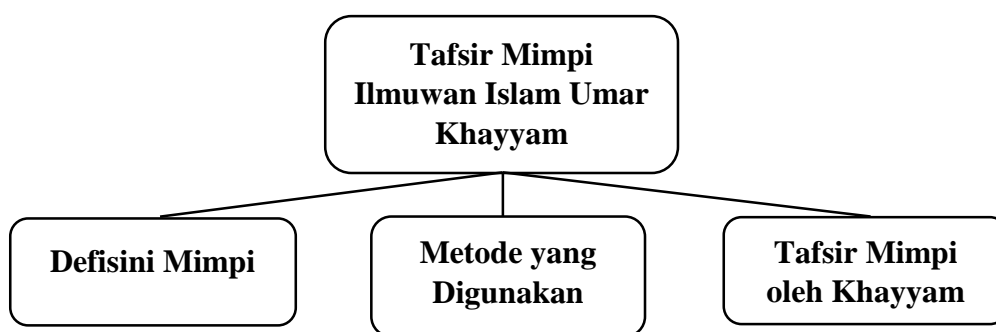 Tafsir Mimpi
Ilmuwan Islam Umar
Khayyam
Defisini Mimpi
Metode yang
Digunakan
Tafsir Mimpi
oleh Khayyam